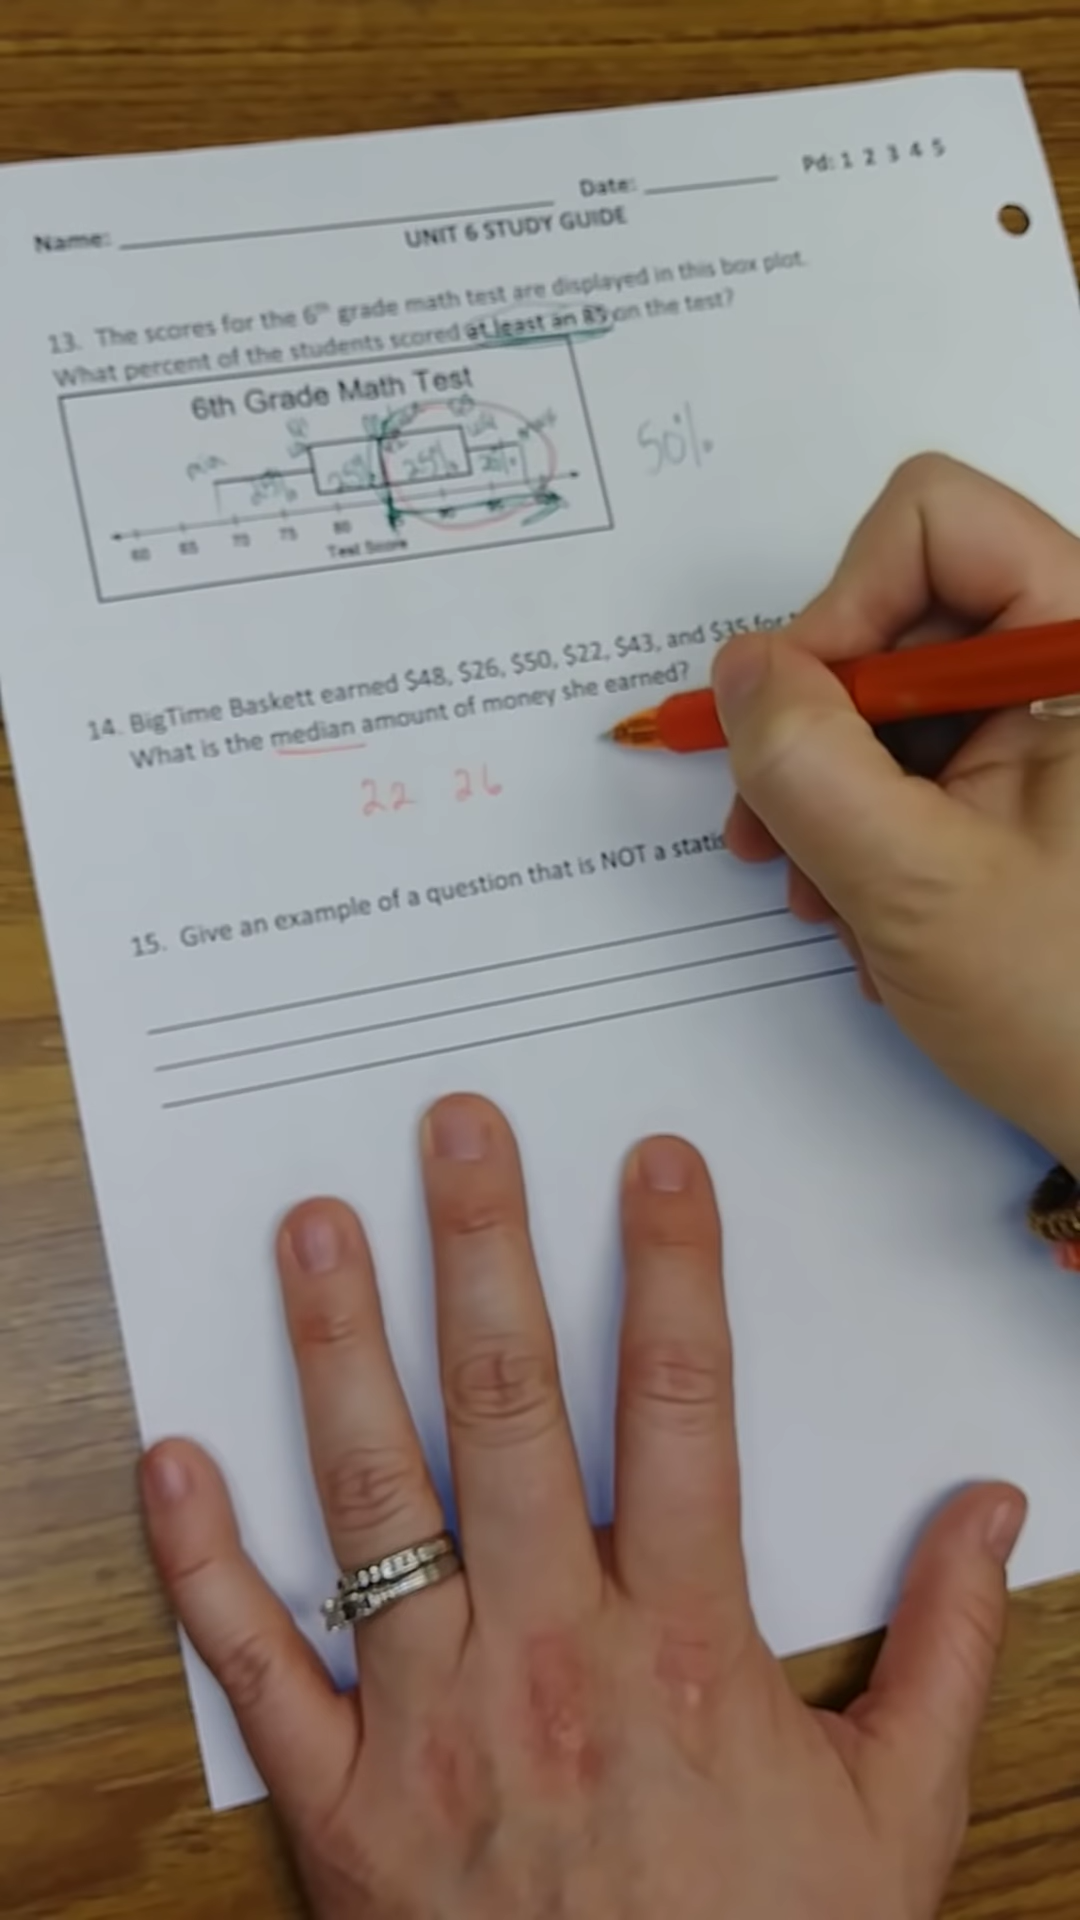 Name: Date: Pd: 1 2 3 4 5
UNIT 6 STUDY GUIDE
13. The scores for the 6th grade math test are displayed in this box plot.
What percent of the students scored at least an 85 on the test?
6th Grade Math Test
min
25% 25% 25% 25%
50%
60 65 70 75 80
Test Score
14. BigTime Baskett earned $48, $26, $50, $22, $43, and $35 for
What is the median amount of money she earned?
22 26
15. Give an example of a question that is NOT a